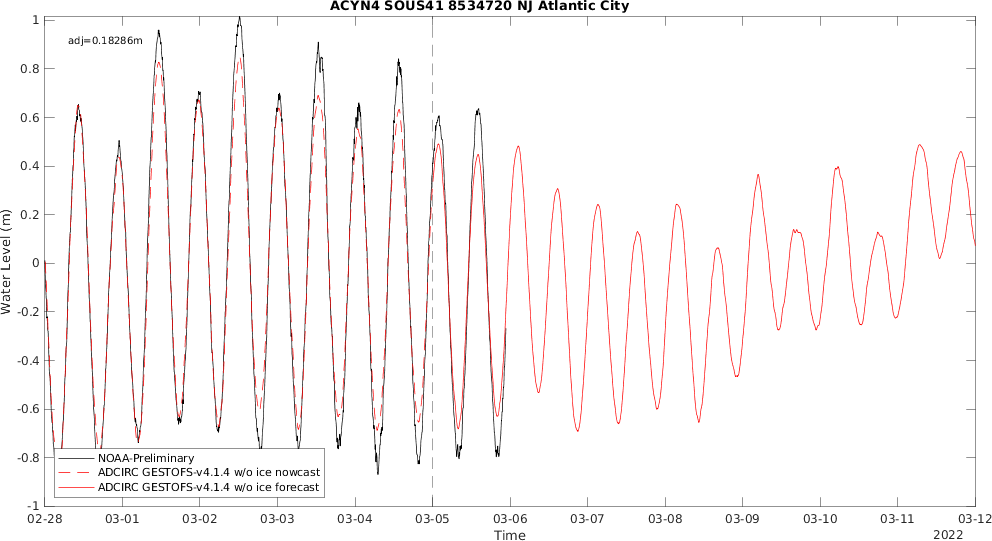 ACYN4 SOUS41 8534720 NJ Atlantic City
adj=0.18286m
1
0.8
0.6
0.4
0.2
0
-0.2
-0.4
-0.6
-0.8
-1
Water Level (m)
NOAA-Preliminary
ADCIRC GESTOFS-v4.1.4 w/o ice nowcast
ADCIRC GESTOFS-v4.1.4 w/o ice forecast
02-28 03-01 03-02 03-03 03-04 03-05 03-06 03-07 03-08 03-09 03-10 03-11 03-12
Time
2022